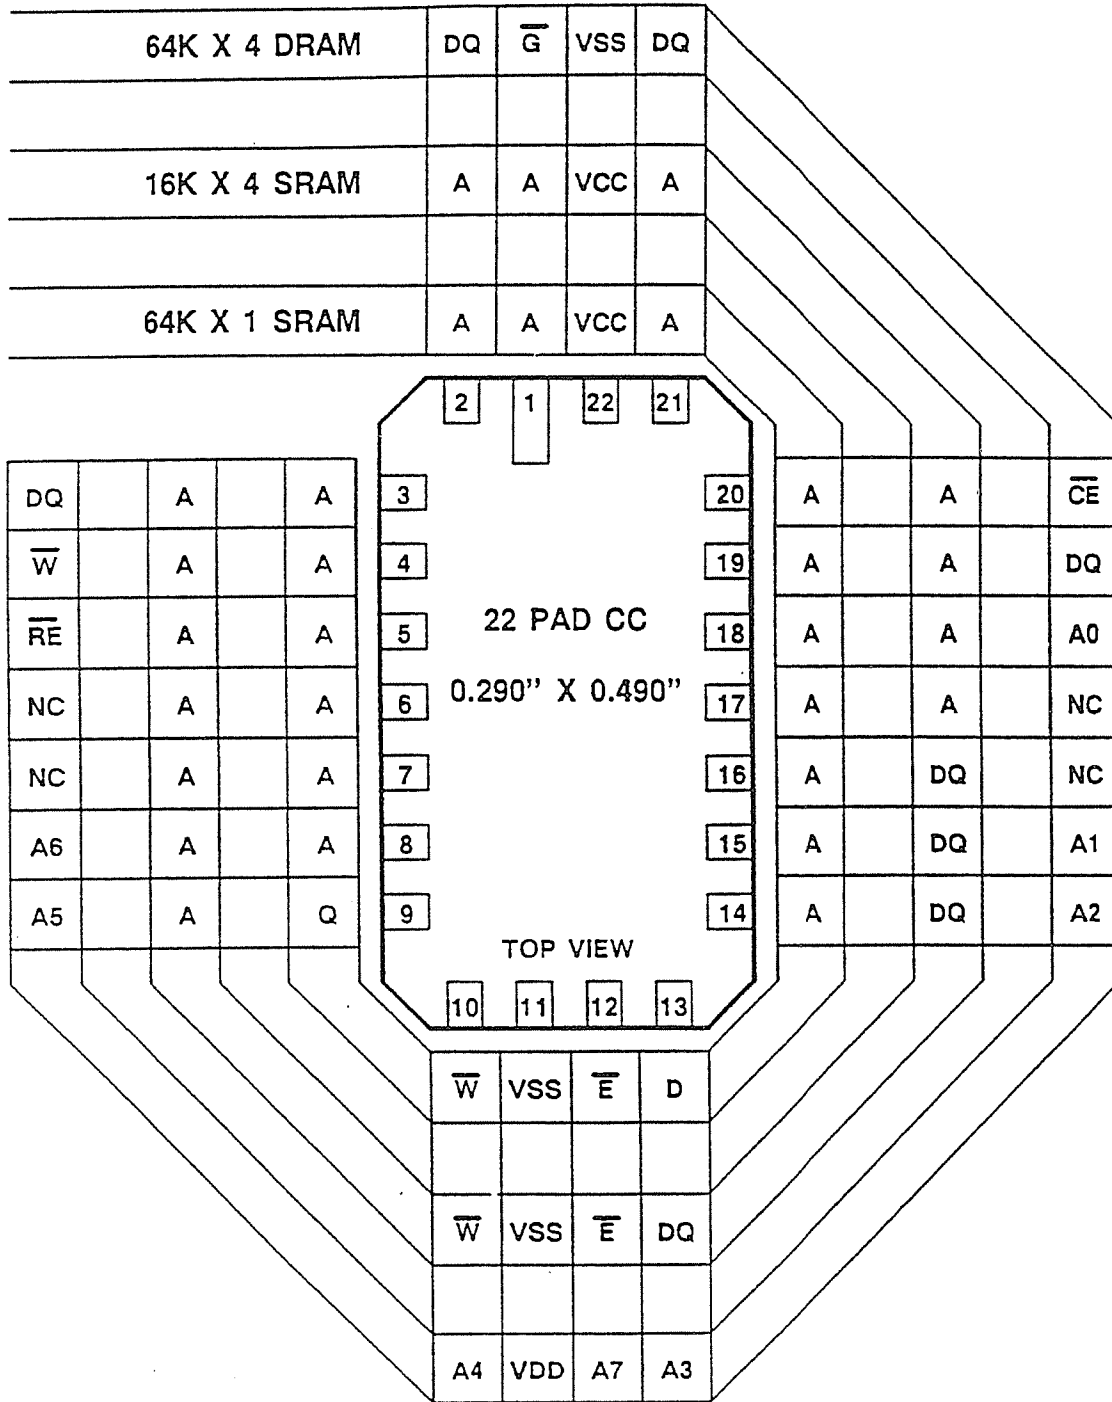 64K X 4 DRAM DQ G̅ VSS DQ
16K X 4 SRAM A A VCC A
64K X 1 SRAM A A VCC A
2 1 22 21
DQ A A 3 20 A A C̅E̅
W̅ A A 4 19 A A DQ
R̅E̅ A A 5 22 PAD CC 18 A A A0
NC A A 6 0.290" X 0.490" 17 A A NC
NC A A 7 16 A DQ NC
A6 A A 8 15 A DQ A1
A5 A Q 9 14 A DQ A2
TOP VIEW
10 11 12 13
W̅ VSS E̅ D
W̅ VSS E̅ DQ
A4 VDD A7 A3